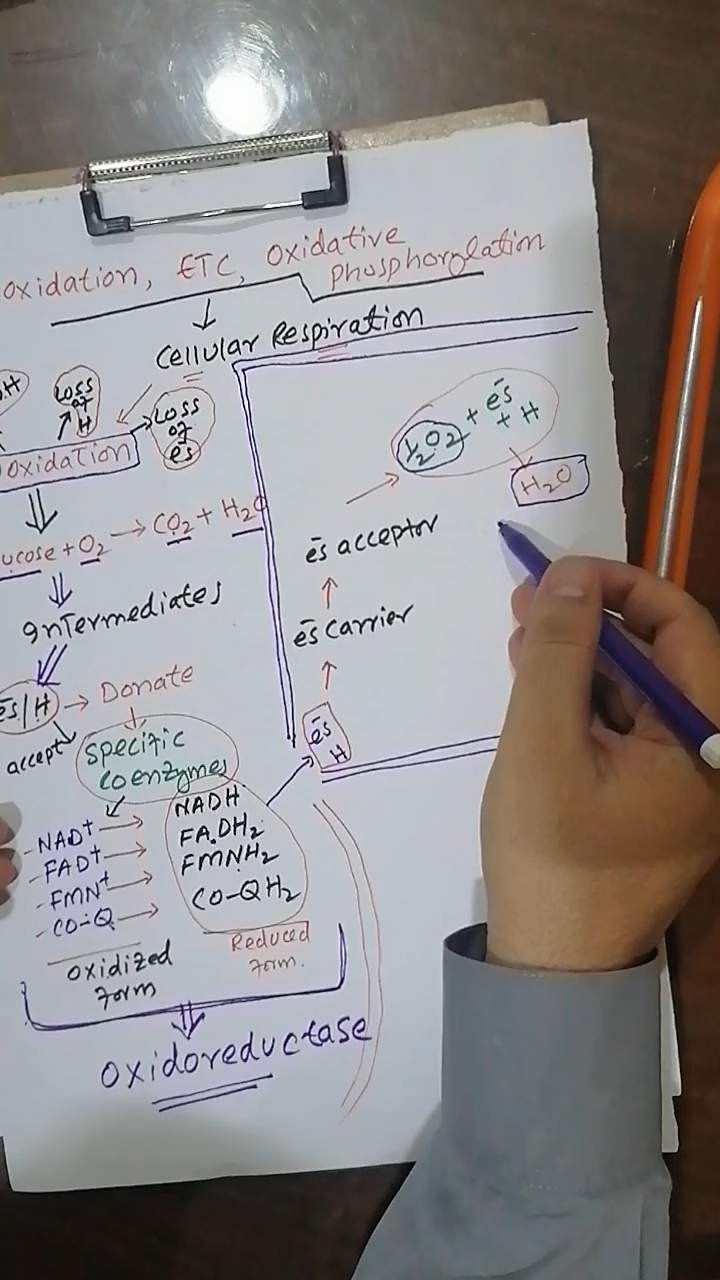 oxidation, ETC, oxidative
phosphorylation
Cellular Respiration
Loss
of
H
Loss
of
ēs
oxidation
ucose + O2 → CO2 + H2O
Intermediates
ēs/H → Donate
accept
specific
coenzymes
- NAD+ → NADH
- FAD+ → FADH2
- FMN+ → FMNH2
- CO-Q → CO-QH2
oxidized
form
Reduced
form.
oxidoreductase
½O2 + ēs
+ H
H2O
ēs acceptor
ēs carrier
ēs
H